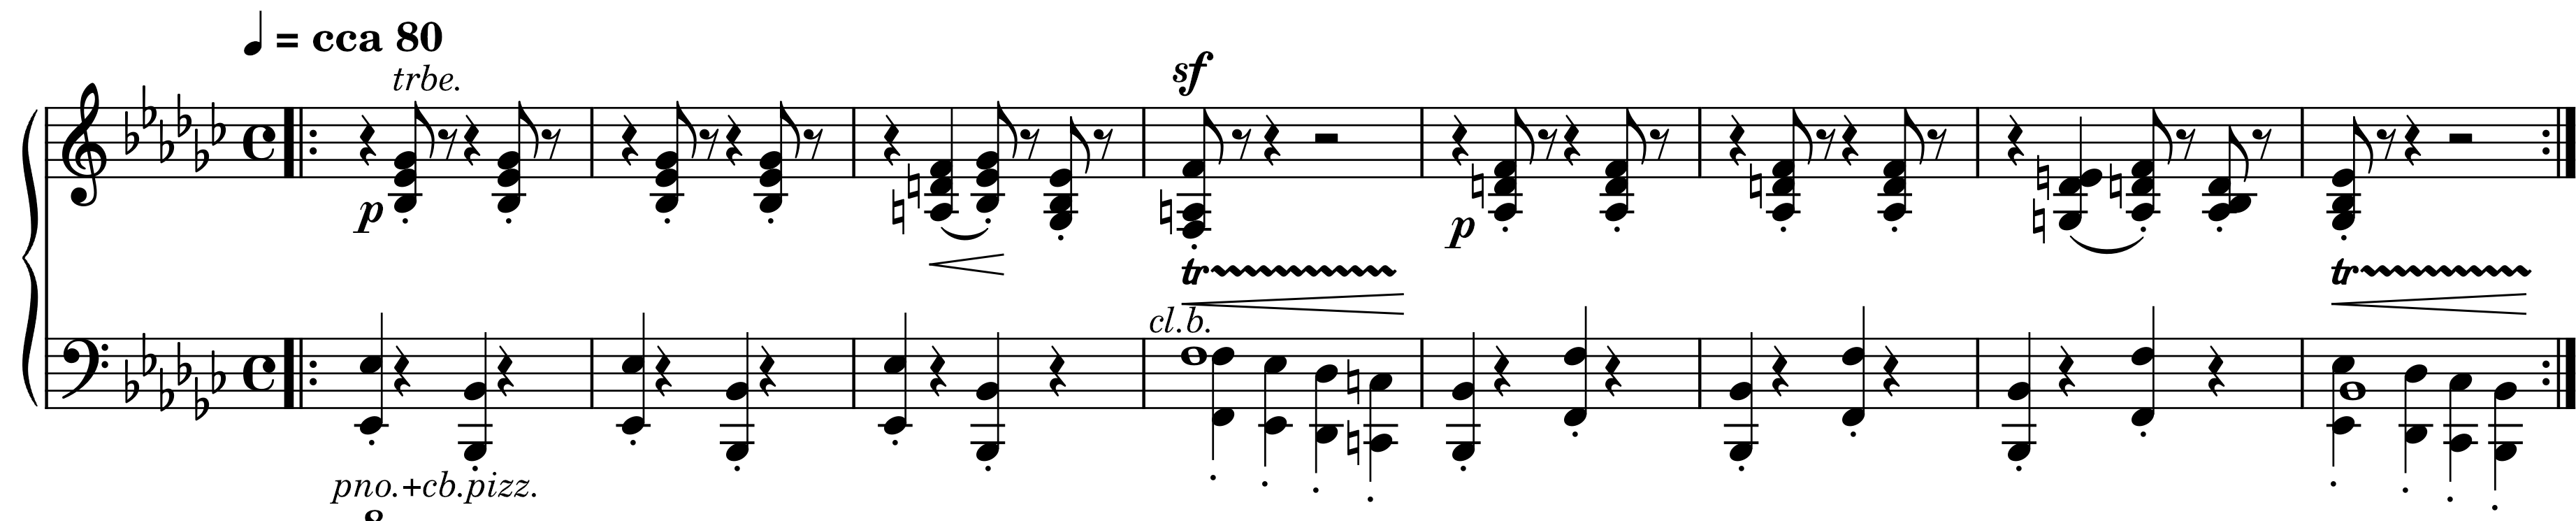 = cca 80
trbe.
sf
p
p
tr
tr
cl.b.
pno.+cb.pizz.
8